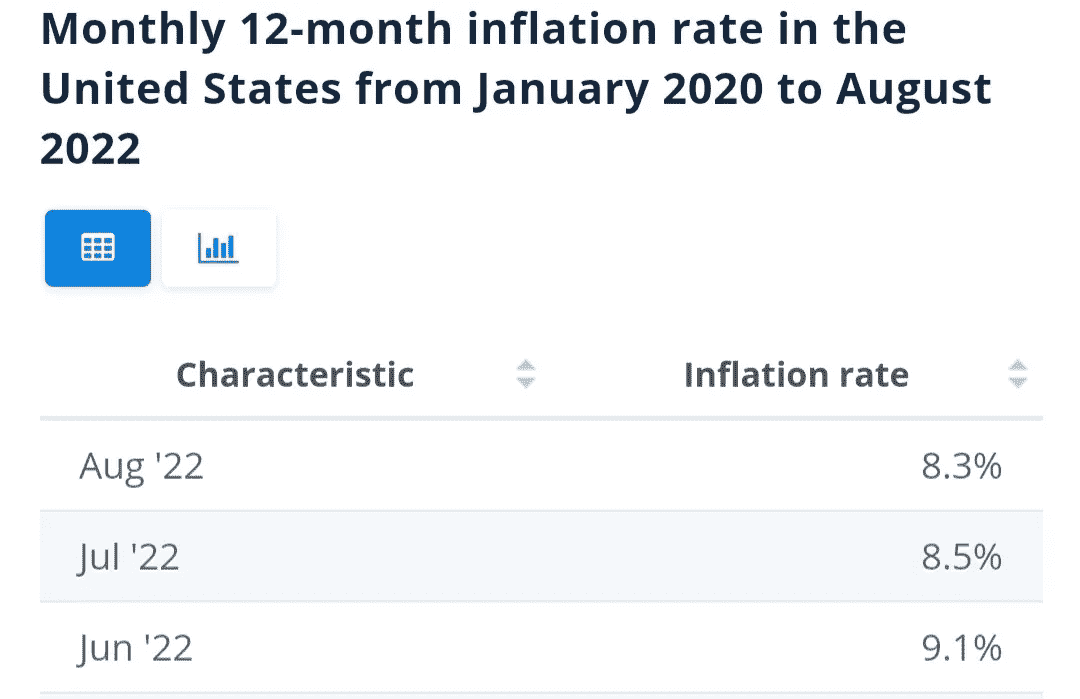 Monthly 12-month inflation rate in the
United States from January 2020 to August
2022
Characteristic Inflation rate
Aug '22 8.3%
Jul '22 8.5%
Jun '22 9.1%